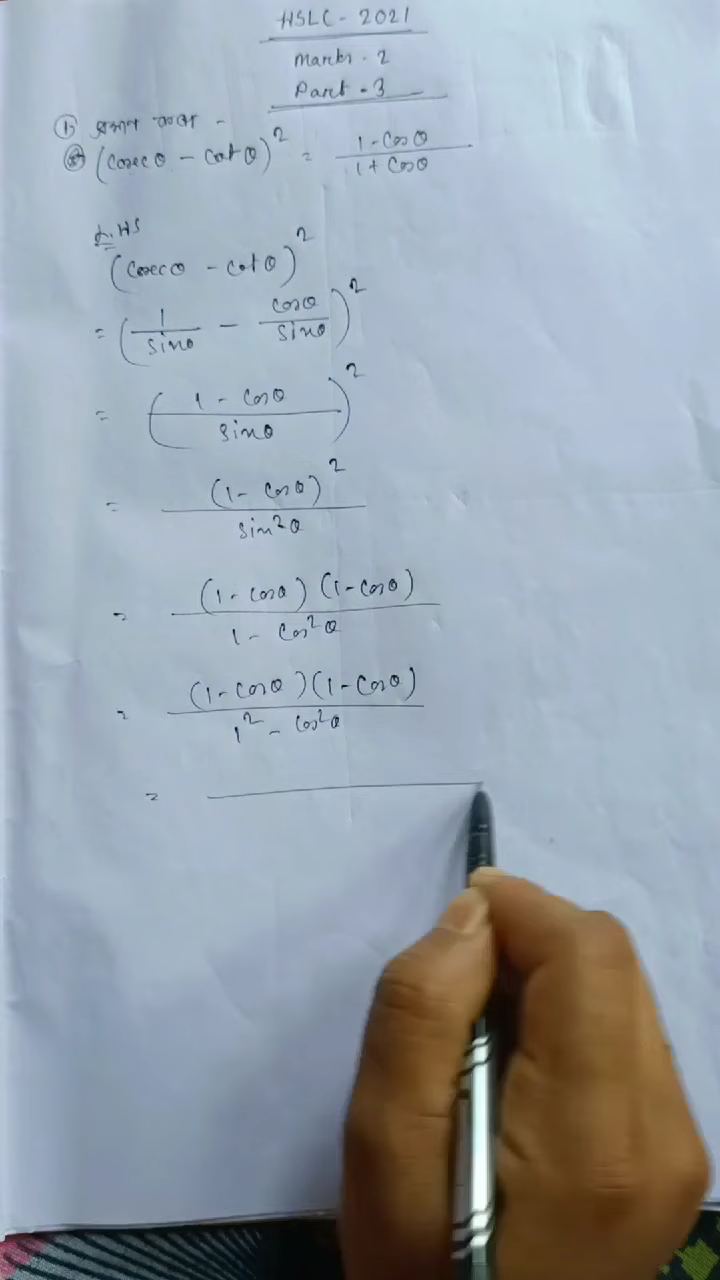 HSLC - 2021
Marks - 2
Part - 3
① প্ৰমাণ কৰা -
(cosecθ - cotθ)² = (1 - cosθ)/(1 + cosθ)
L.HS
(cosecθ - cotθ)²
= (1/sinθ - cosθ/sinθ)²
= ((1 - cosθ)/sinθ)²
= (1 - cosθ)²/sin²θ
= (1 - cosθ)(1 - cosθ)/1 - cos²θ
= (1 - cosθ)(1 - cosθ)/1² - cos²θ
=